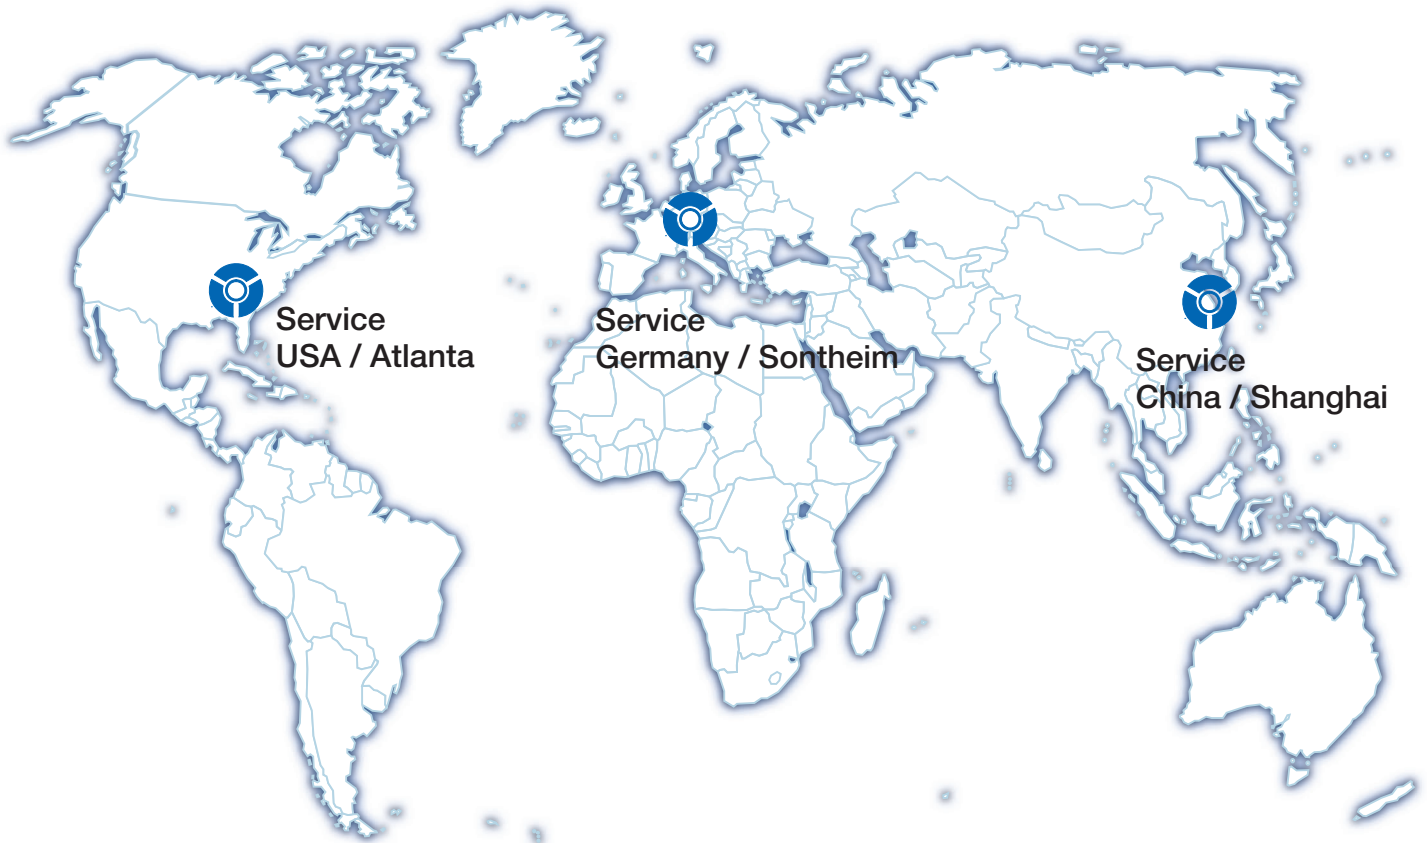 Service
USA / Atlanta
Service
Germany / Sontheim
Service
China / Shanghai